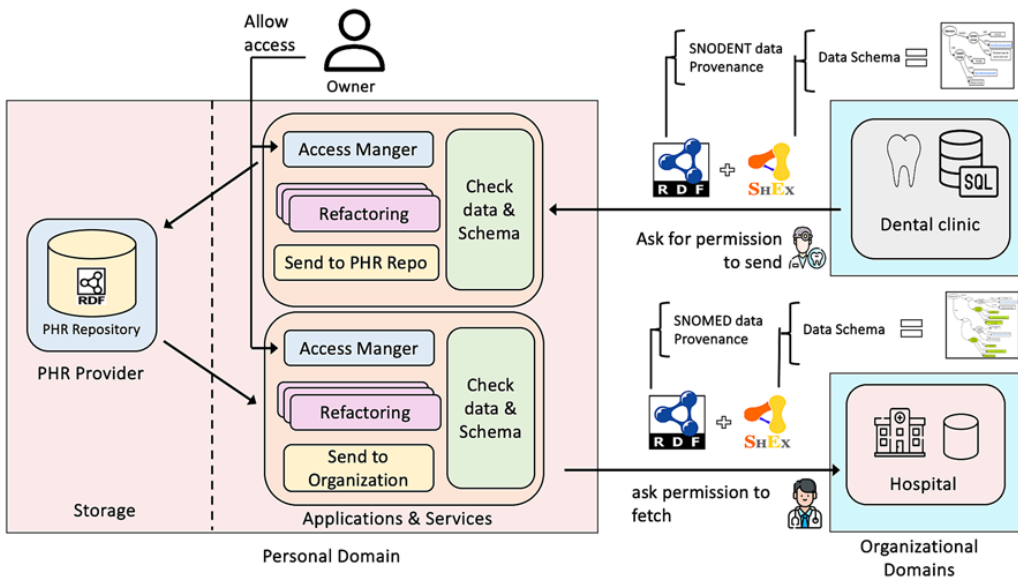 Allow
access
Owner
SNODENT data
Provenance
Data Schema
RDF
SHEX
Access Manger
Refactoring
Send to PHR Repo
Check
data &
Schema
SQL
Dental clinic
Ask for permission
to send
RDF
PHR Repository
PHR Provider
SNOMED data
Provenance
Data Schema
RDF
SHEX
Access Manger
Refactoring
Send to
Organization
Check
data &
Schema
Hospital
ask permission to
fetch
Storage
Applications & Services
Personal Domain
Organizational
Domains